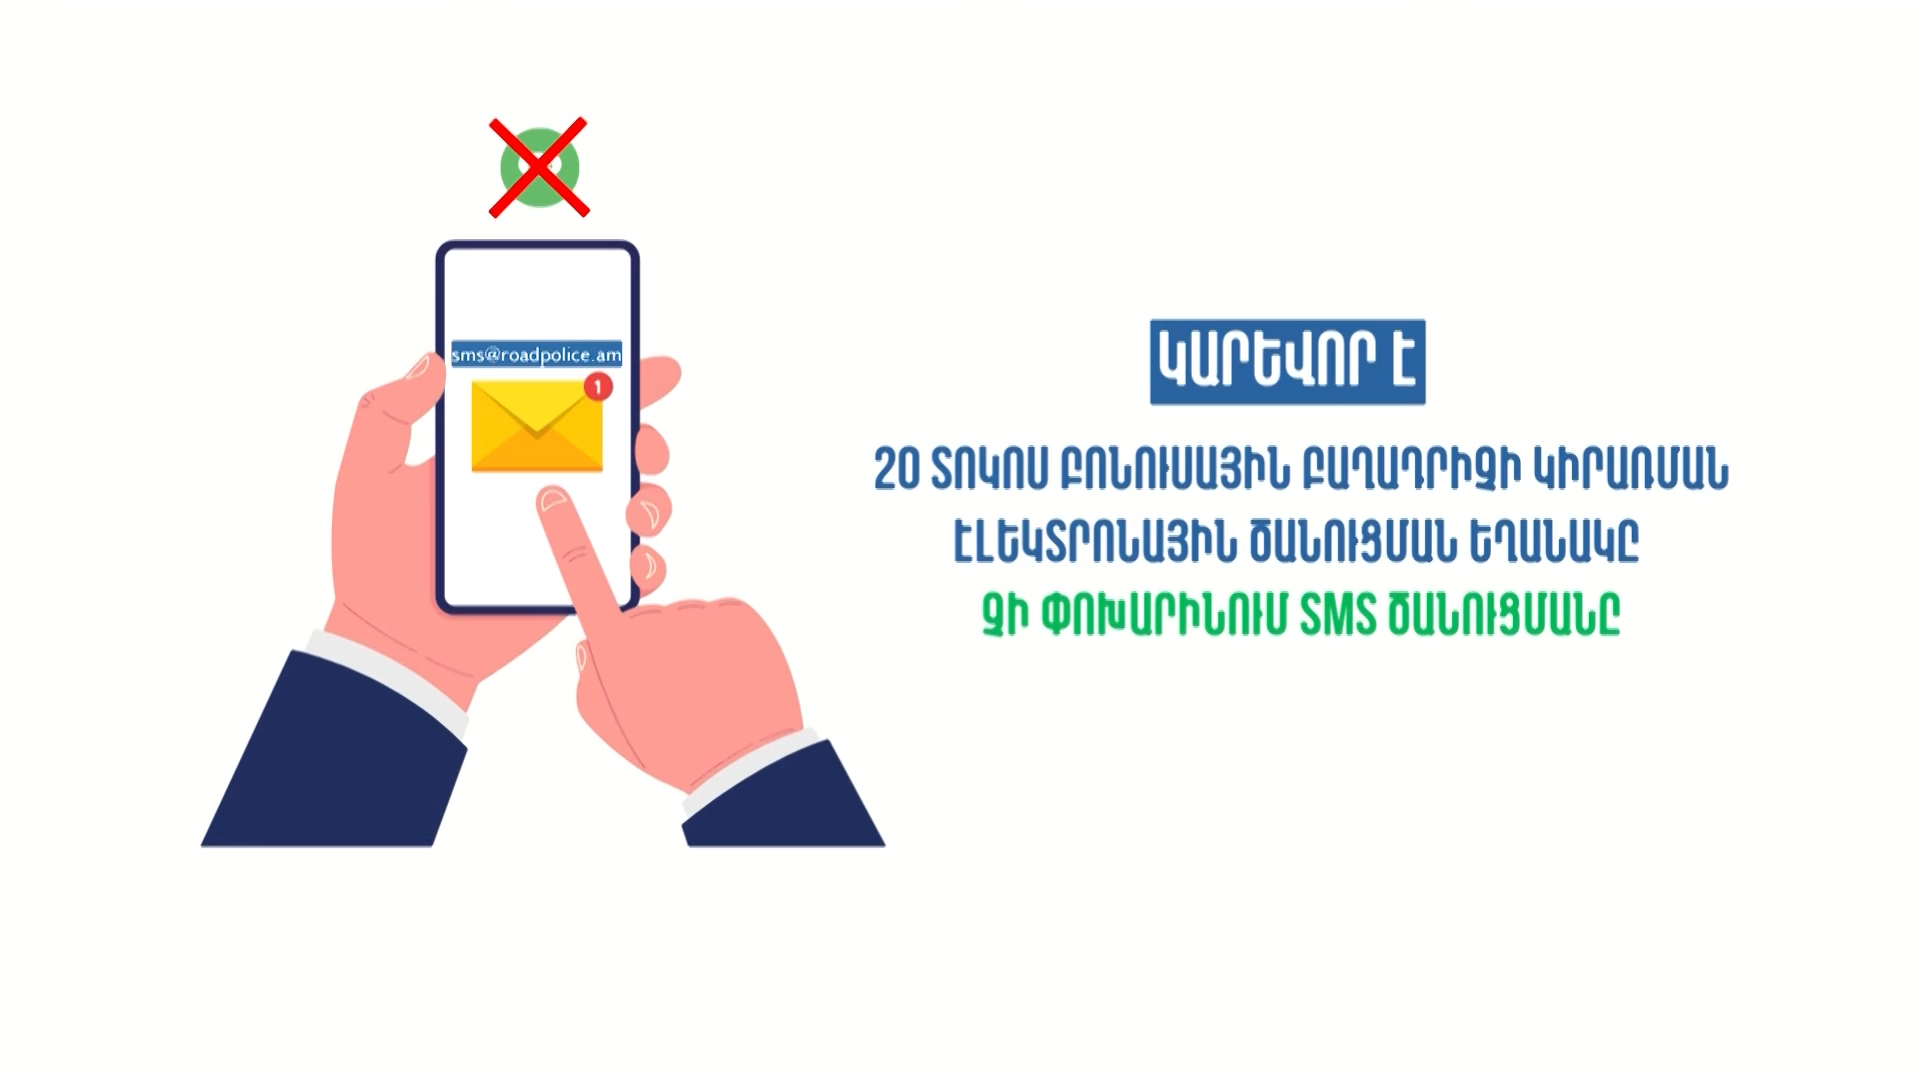 sms@roadpolice.am
1
ԿԱՐԵՎՈՐ Է
20 ՏՈԿՈՍ ԲՈՆՈՒՍԱՅԻՆ ԲԱՂԱԴՐԻՉԻ ԿԻՐԱՌՄԱՆ
ԷԼԵԿՏՐՈՆԱՅԻՆ ԾԱՆՈՒՑՄԱՆ ԵՂԱՆԱԿԸ
ՉԻ ՓՈԽԱՐԻՆՈՒՄ SMS ԾԱՆՈՒՑՄԱՆԸ